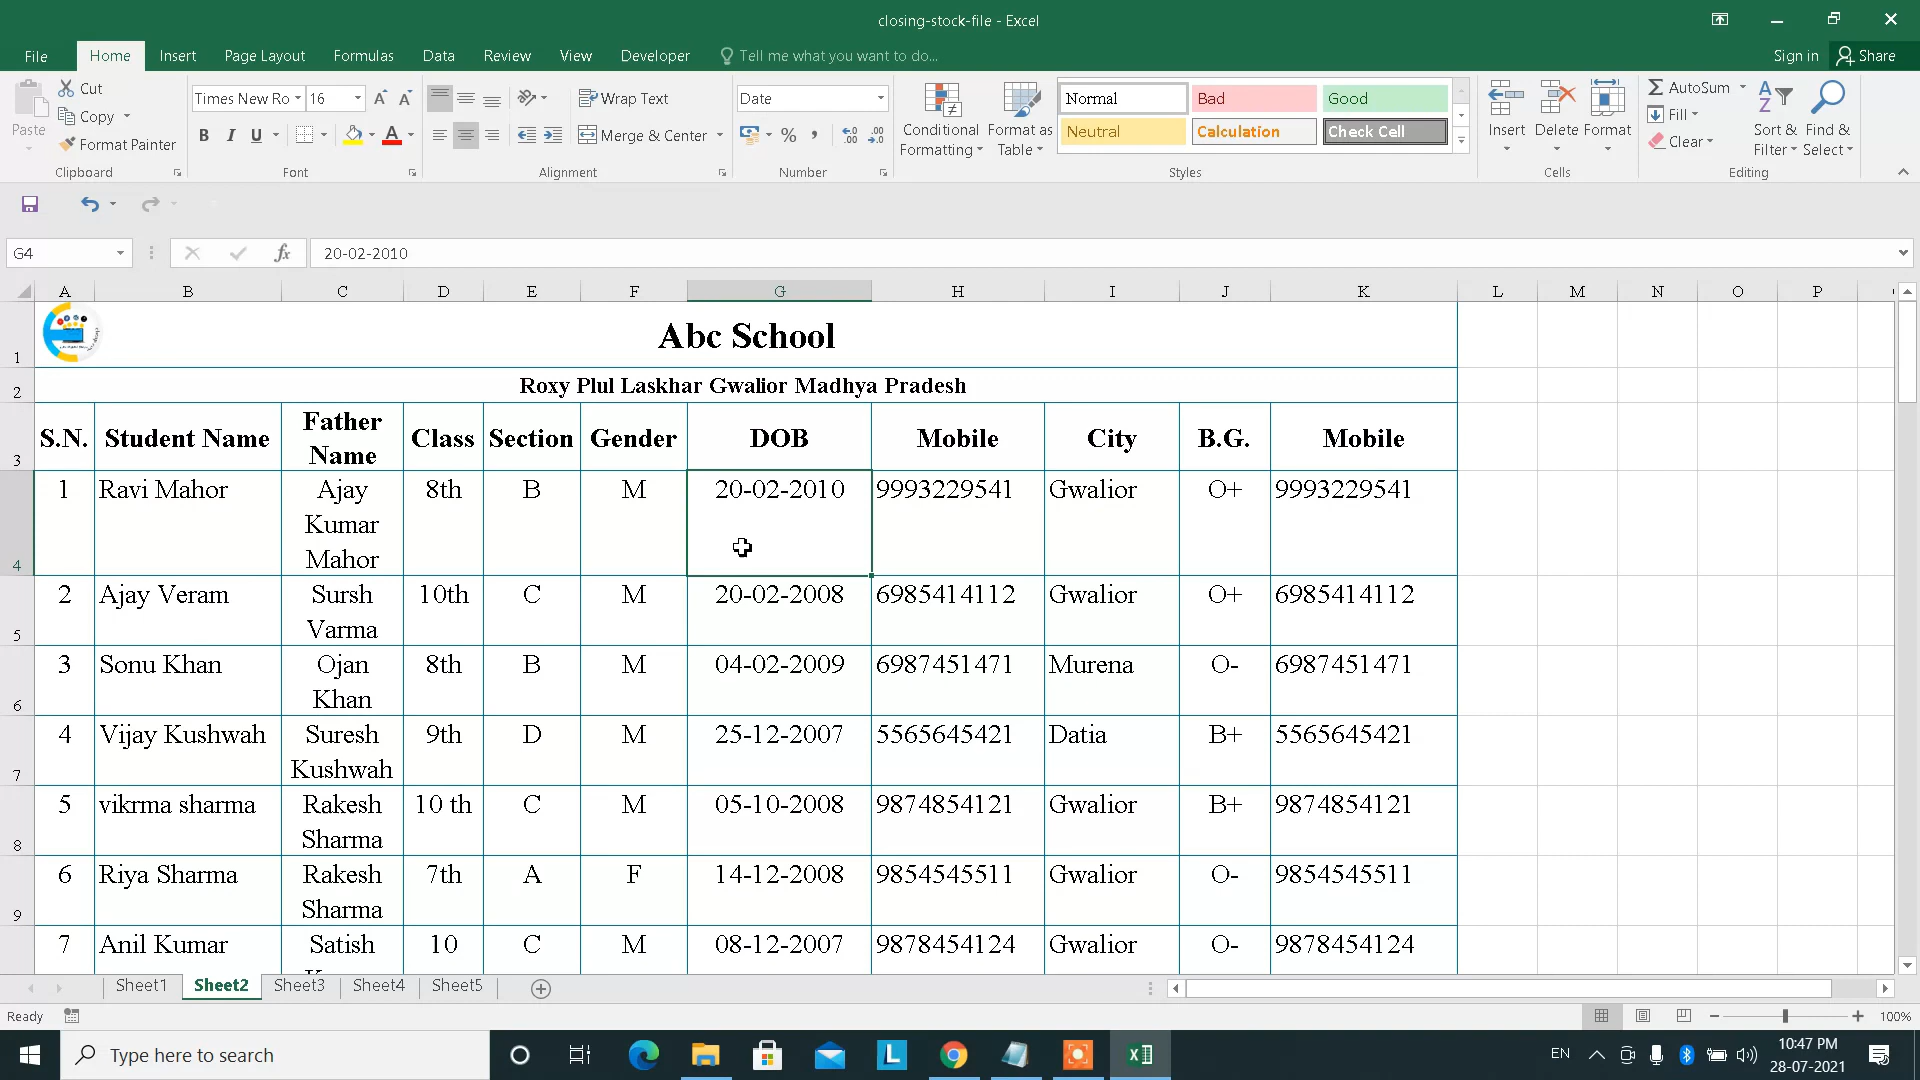 closing-stock-file - Excel
File Home Insert Page Layout Formulas Data Review View Developer Tell me what you want to do... Sign in Share
Paste Cut Copy Format Painter Clipboard
Times New Ro 16 B I U A A A Font
Wrap Text Merge & Center Alignment
Date % , Number
Conditional Formatting Format as Table
Normal Bad Good
Neutral Calculation Check Cell
Styles
Insert Delete Format Cells
AutoSum Fill Clear Sort & Filter Find & Select Editing
G4 fx 20-02-2010
A B C D E F G H I J K L M N O P
1 Abc School
2 Roxy Plul Laskhar Gwalior Madhya Pradesh
3 S.N. Student Name Father Name Class Section Gender DOB Mobile City B.G. Mobile
4 1 Ravi Mahor Ajay Kumar Mahor 8th B M 20-02-2010 9993229541 Gwalior O+ 9993229541
5 2 Ajay Veram Sursh Varma 10th C M 20-02-2008 6985414112 Gwalior O+ 6985414112
6 3 Sonu Khan Ojan Khan 8th B M 04-02-2009 6987451471 Murena O- 6987451471
7 4 Vijay Kushwah Suresh Kushwah 9th D M 25-12-2007 5565645421 Datia B+ 5565645421
8 5 vikrma sharma Rakesh Sharma 10 th C M 05-10-2008 9874854121 Gwalior B+ 9874854121
9 6 Riya Sharma Rakesh Sharma 7th A F 14-12-2008 9854545511 Gwalior O- 9854545511
7 Anil Kumar Satish 10 C M 08-12-2007 9878454124 Gwalior O- 9878454124
Sheet1 Sheet2 Sheet3 Sheet4 Sheet5
Ready 100%
Type here to search EN 10:47 PM
28-07-2021